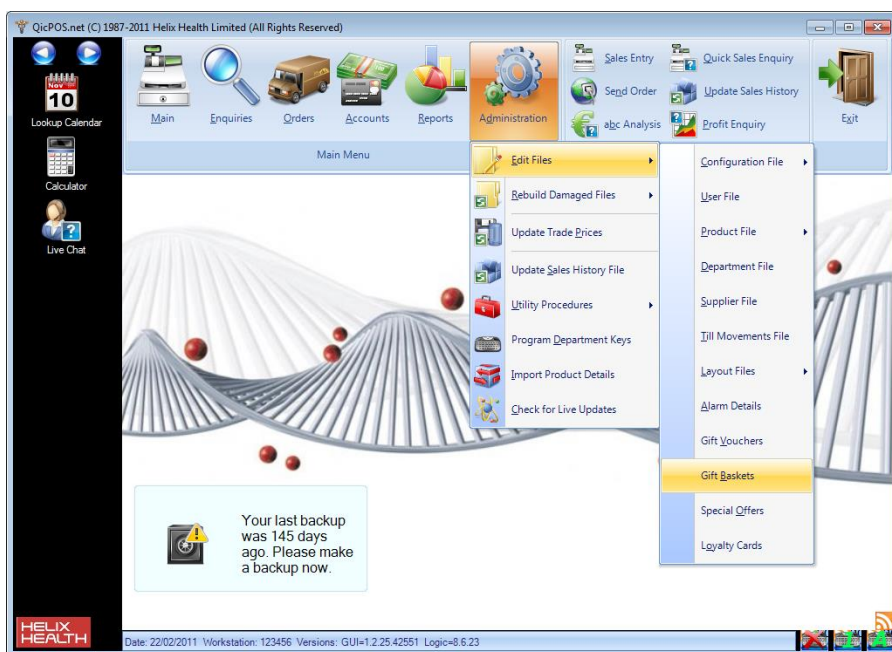 QicPOS.net (C) 1987-2011 Helix Health Limited (All Rights Reserved)
Nov
10
Lookup Calendar
Calculator
Live Chat
Main
Enquiries
Orders
Accounts
Reports
Administration
Main Menu
Sales Entry
Send Order
abc Analysis
Quick Sales Enquiry
Update Sales History
Profit Enquiry
Exit
Edit Files
Rebuild Damaged Files
Update Trade Prices
Update Sales History File
Utility Procedures
Program Department Keys
Import Product Details
Check for Live Updates
Configuration File
User File
Product File
Department File
Supplier File
Till Movements File
Layout Files
Alarm Details
Gift Vouchers
Gift Baskets
Special Offers
Loyalty Cards
Your last backup
was 145 days
ago. Please make
a backup now.
HELIX
HEALTH
Date: 22/02/2011 Workstation: 123456 Versions: GUI=1.2.25.42551 Logic=8.6.23